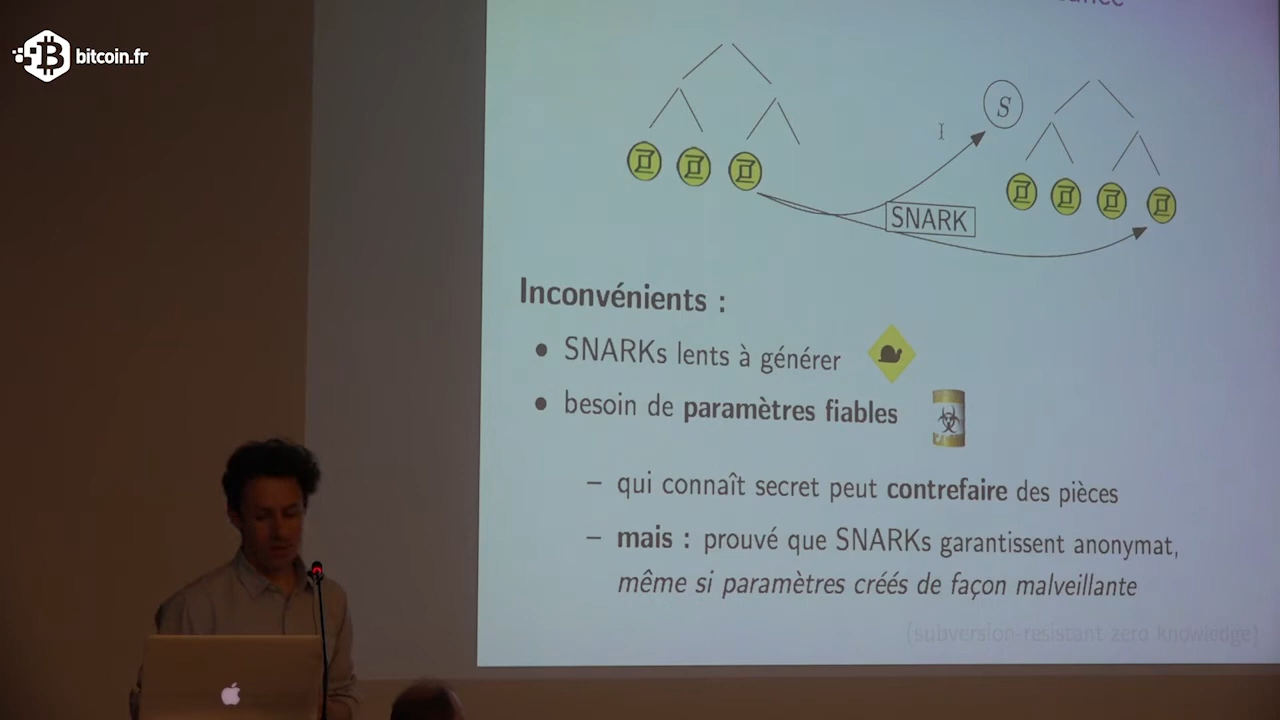 bitcoin.fr
S
SNARK
Inconvénients :
• SNARKs lents à générer
• besoin de paramètres fiables
– qui connaît secret peut contrefaire des pièces
– mais : prouvé que SNARKs garantissent anonymat,
même si paramètres créés de façon malveillante
(subversion-resistant zero knowledge)